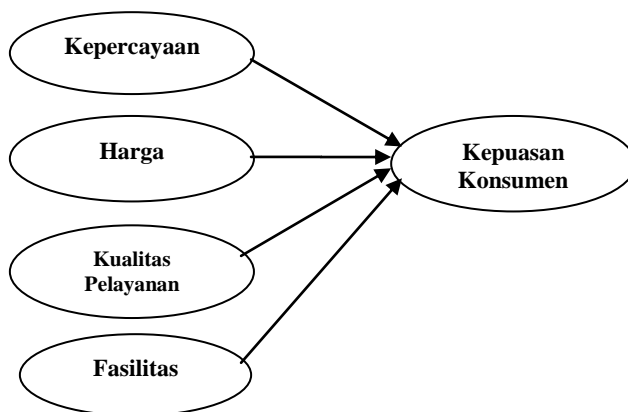 Kepercayaan
Harga
Kepuasan
Konsumen
Kualitas
Pelayanan
Fasilitas